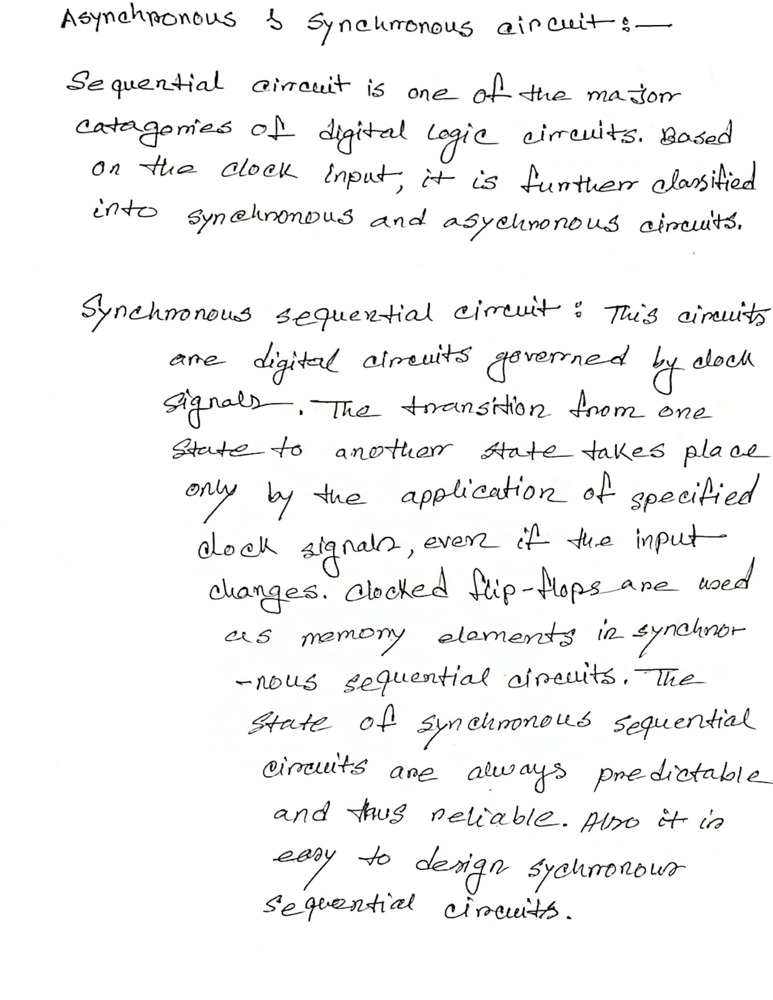 Asynchronous & Synchronous circuit :—
Sequential circuit is one of the major
catagories of digital logic circuits. Based
on the clock input, it is further classified
into synchronous and asychronous circuits.
Synchronous sequential circuit : This circuits
are digital circuits governed by clock
signals. The transition from one
state to another state takes place
only by the application of specified
clock signals, even if the input
changes. Clocked flip-flops are used
as memory elements in synchro-
-nous sequential circuits. The
state of synchronous sequential
circuits are always predictable
and thus reliable. Also it is
easy to design sychronous
sequential circuits.